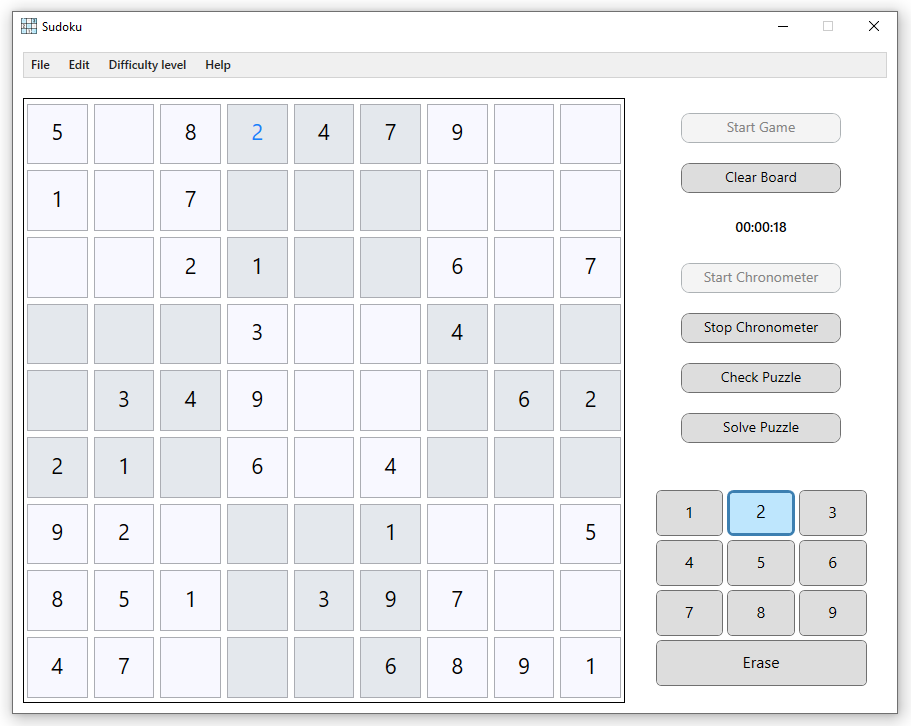 Sudoku
File Edit Difficulty level Help
5 8 2 4 7 9
1 7
2 1 6 7
3 4
3 4 9 6 2
2 1 6 4
9 2 1 5
8 5 1 3 9 7
4 7 6 8 9 1
Start Game
Clear Board
00:00:18
Start Chronometer
Stop Chronometer
Check Puzzle
Solve Puzzle
1 2 3
4 5 6
7 8 9
Erase